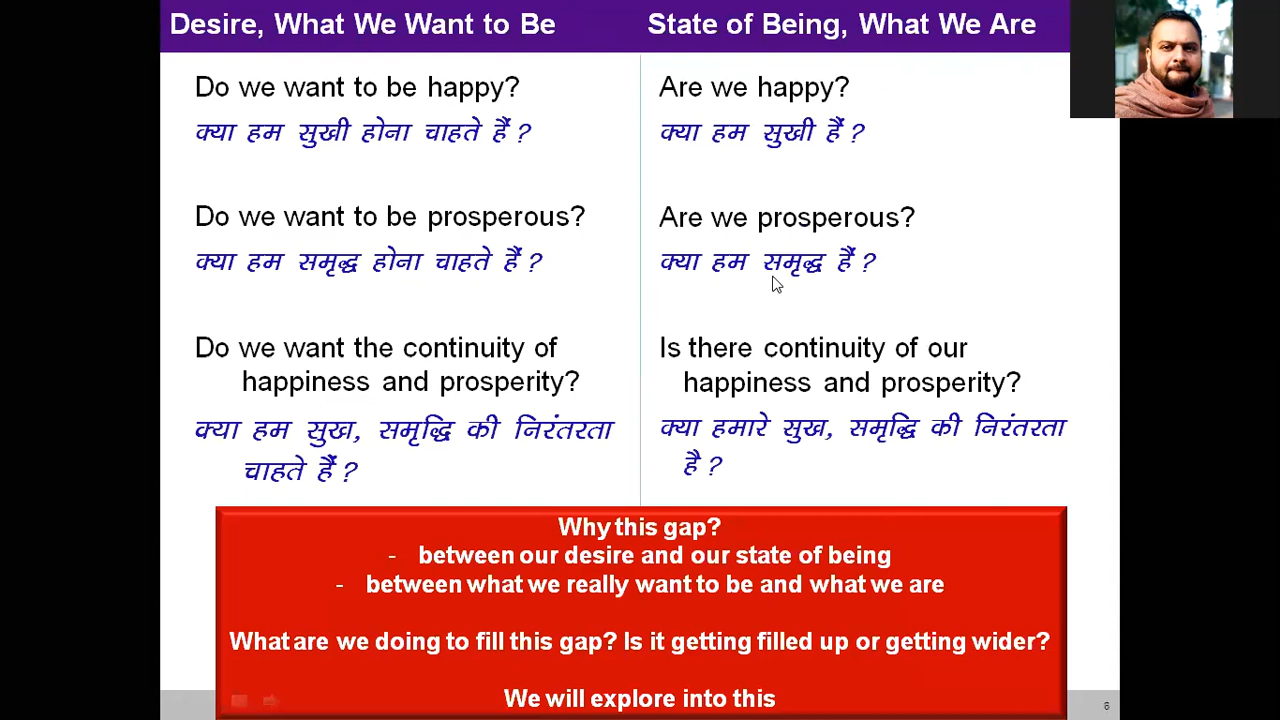 Desire, What We Want to Be
State of Being, What We Are
Do we want to be happy?
क्या हम सुखी होना चाहते हैं ?
Do we want to be prosperous?
क्या हम समृद्ध होना चाहते हैं ?
Do we want the continuity of
happiness and prosperity?
क्या हम सुख, समृद्धि की निरंतरता
चाहते हैं ?
Are we happy?
क्या हम सुखी हैं ?
Are we prosperous?
क्या हम समृद्ध हैं ?
Is there continuity of our
happiness and prosperity?
क्या हमारे सुख, समृद्धि की निरंतरता
है ?
Why this gap?
- between our desire and our state of being
- between what we really want to be and what we are
What are we doing to fill this gap? Is it getting filled up or getting wider?
We will explore into this
6